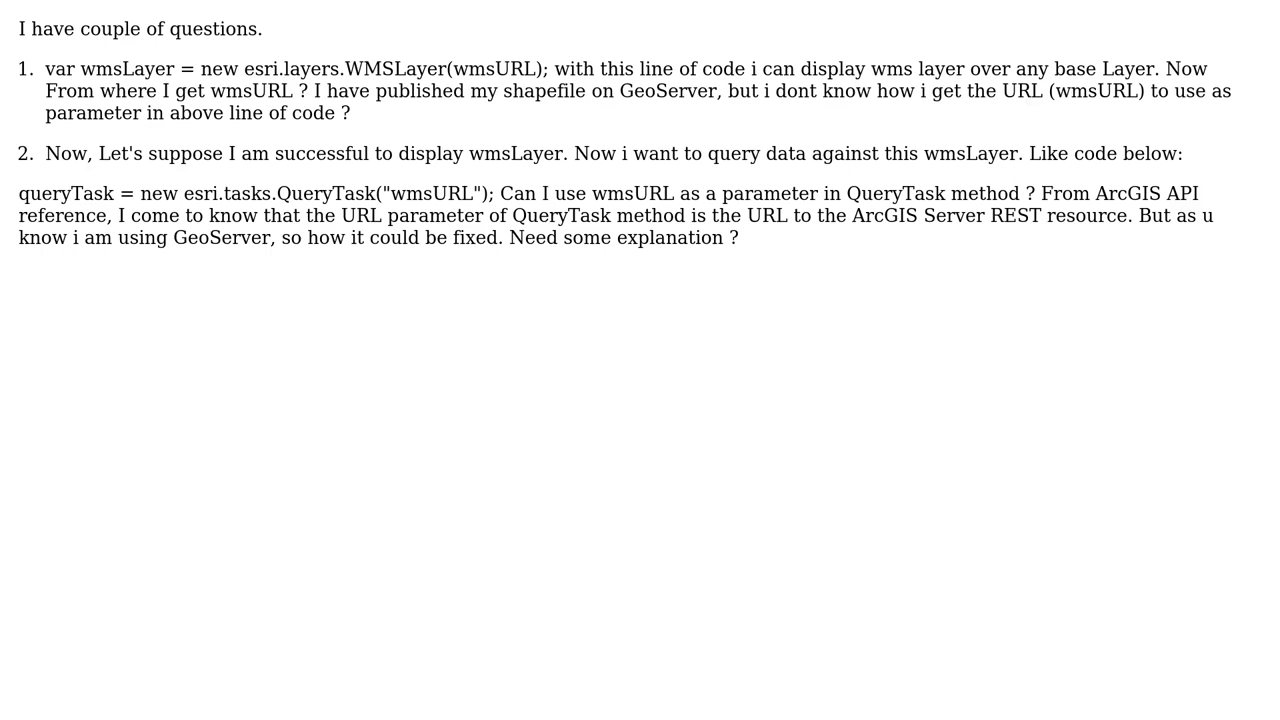 I have couple of questions.
1. var wmsLayer = new esri.layers.WMSLayer(wmsURL); with this line of code i can display wms layer over any base Layer. Now
From where I get wmsURL ? I have published my shapefile on GeoServer, but i dont know how i get the URL (wmsURL) to use as
parameter in above line of code ?
2. Now, Let's suppose I am successful to display wmsLayer. Now i want to query data against this wmsLayer. Like code below:
queryTask = new esri.tasks.QueryTask("wmsURL"); Can I use wmsURL as a parameter in QueryTask method ? From ArcGIS API
reference, I come to know that the URL parameter of QueryTask method is the URL to the ArcGIS Server REST resource. But as u
know i am using GeoServer, so how it could be fixed. Need some explanation ?